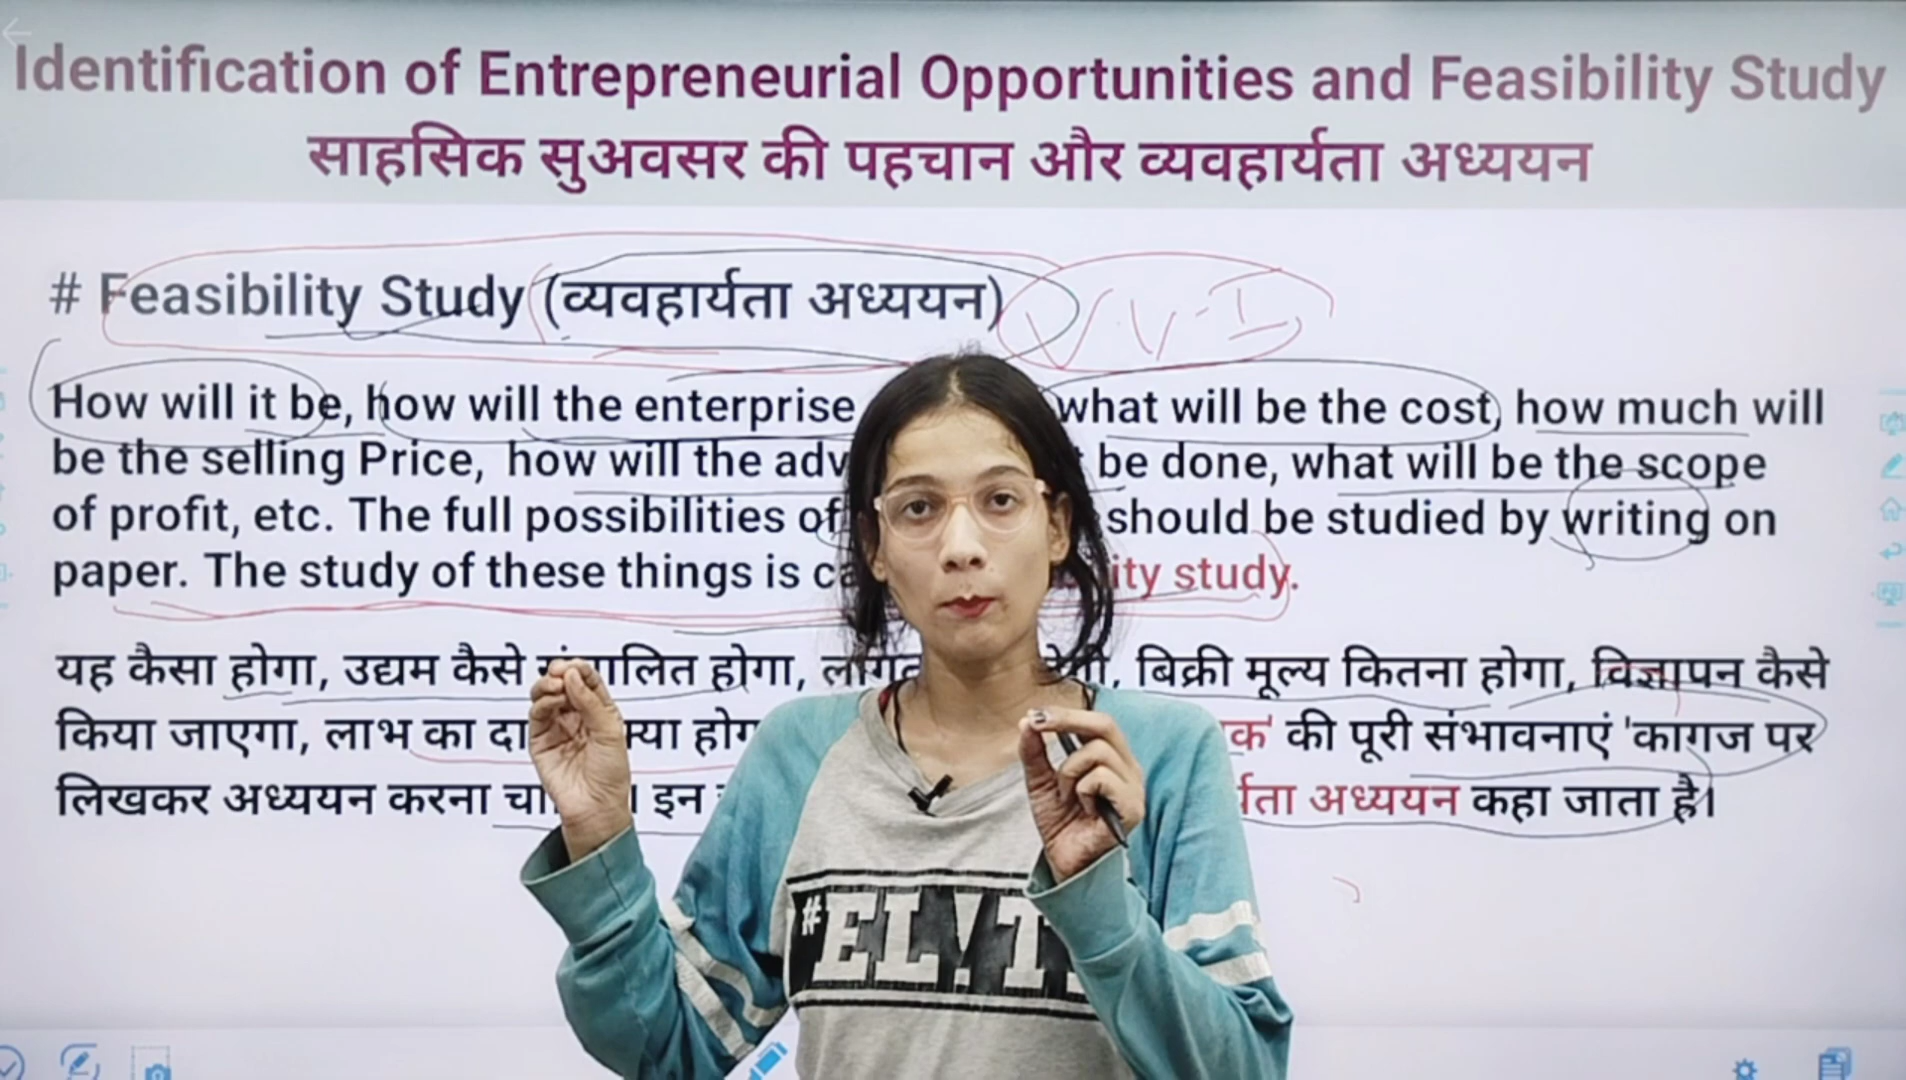 Identification of Entrepreneurial Opportunities and Feasibility Study
साहसिक सुअवसर की पहचान और व्यवहार्यता अध्ययन
# Feasibility Study (व्यवहार्यता अध्ययन)
V.V.I
How will it be, how will the enterprise what will be the cost, how much will
be the selling Price, how will the be done, what will be the scope
of profit, etc. The full possibilities of should be studied by writing on
paper. The study of these things is study.
यह कैसा होगा, उद्यम कैसे होगा, बिक्री मूल्य कितना होगा, विज्ञापन कैसे
किया जाएगा, लाभ का की पूरी संभावनाएं 'कागज पर
लिखकर अध्ययन करना इन अध्ययन कहा जाता है।
#EL!T